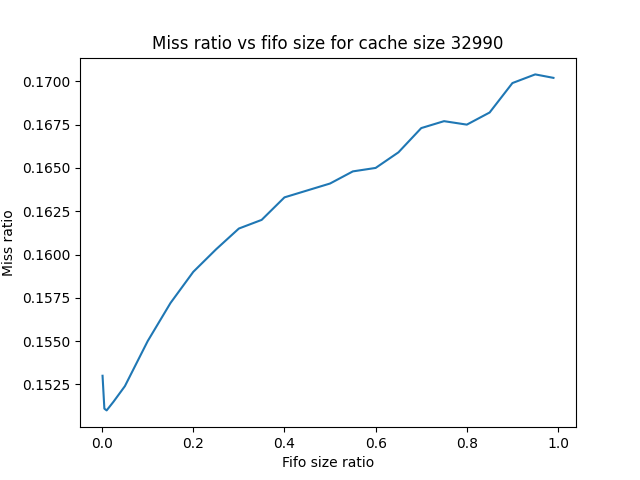 Miss ratio vs fifo size for cache size 32990
0.1700
0.1675
0.1650
0.1625
0.1600
0.1575
0.1550
0.1525
Miss ratio
0.0 0.2 0.4 0.6 0.8 1.0
Fifo size ratio